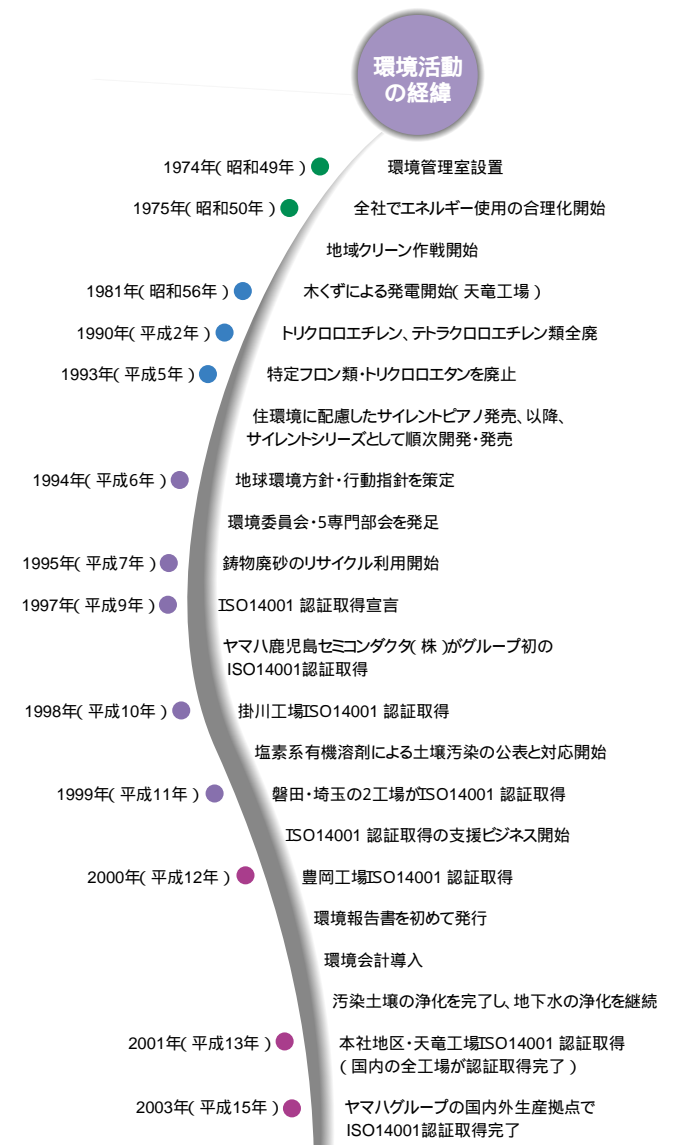 環境活動
の経緯
1974年(昭和49年) 環境管理室設置
1975年(昭和50年) 全社でエネルギー使用の合理化開始
地域クリーン作戦開始
1981年(昭和56年) 木くずによる発電開始(天竜工場)
1990年(平成2年) トリクロロエチレン、テトラクロロエチレン類全廃
1993年(平成5年) 特定フロン類・トリクロロエタンを廃止
住環境に配慮したサイレントピアノ発売、以降、
サイレントシリーズとして順次開発・発売
1994年(平成6年) 地球環境方針・行動指針を策定
環境委員会・5専門部会を発足
1995年(平成7年) 鋳物廃砂のリサイクル利用開始
1997年(平成9年) ISO14001 認証取得宣言
ヤマハ鹿児島セミコンダクタ(株)がグループ初の
ISO14001認証取得
1998年(平成10年) 掛川工場ISO14001 認証取得
塩素系有機溶剤による土壌汚染の公表と対応開始
1999年(平成11年) 磐田・埼玉の2工場がISO14001 認証取得
ISO14001 認証取得の支援ビジネス開始
2000年(平成12年) 豊岡工場ISO14001 認証取得
環境報告書を初めて発行
環境会計導入
汚染土壌の浄化を完了し、地下水の浄化を継続
2001年(平成13年) 本社地区・天竜工場ISO14001 認証取得
(国内の全工場が認証取得完了)
2003年(平成15年) ヤマハグループの国内外生産拠点で
ISO14001認証取得完了